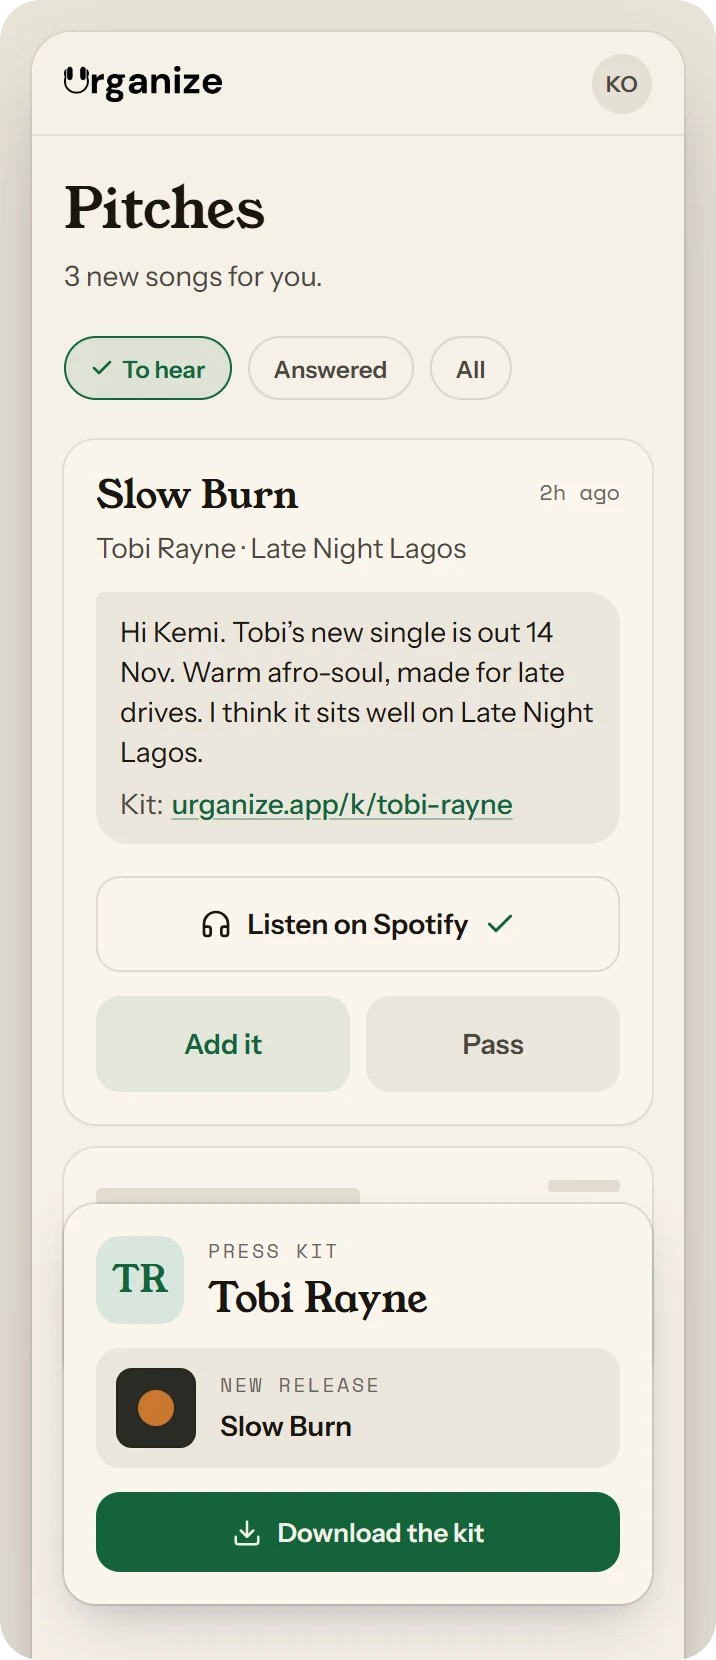 Urganize
KO
Pitches
3 new songs for you.
To hear
Answered
All
Slow Burn
2h ago
Tobi Rayne · Late Night Lagos
Hi Kemi. Tobi’s new single is out 14
Nov. Warm afro-soul, made for late
drives. I think it sits well on Late Night
Lagos.
Kit: urganize.app/k/tobi-rayne
Listen on Spotify
Add it
Pass
TR
PRESS KIT
Tobi Rayne
NEW RELEASE
Slow Burn
Download the kit